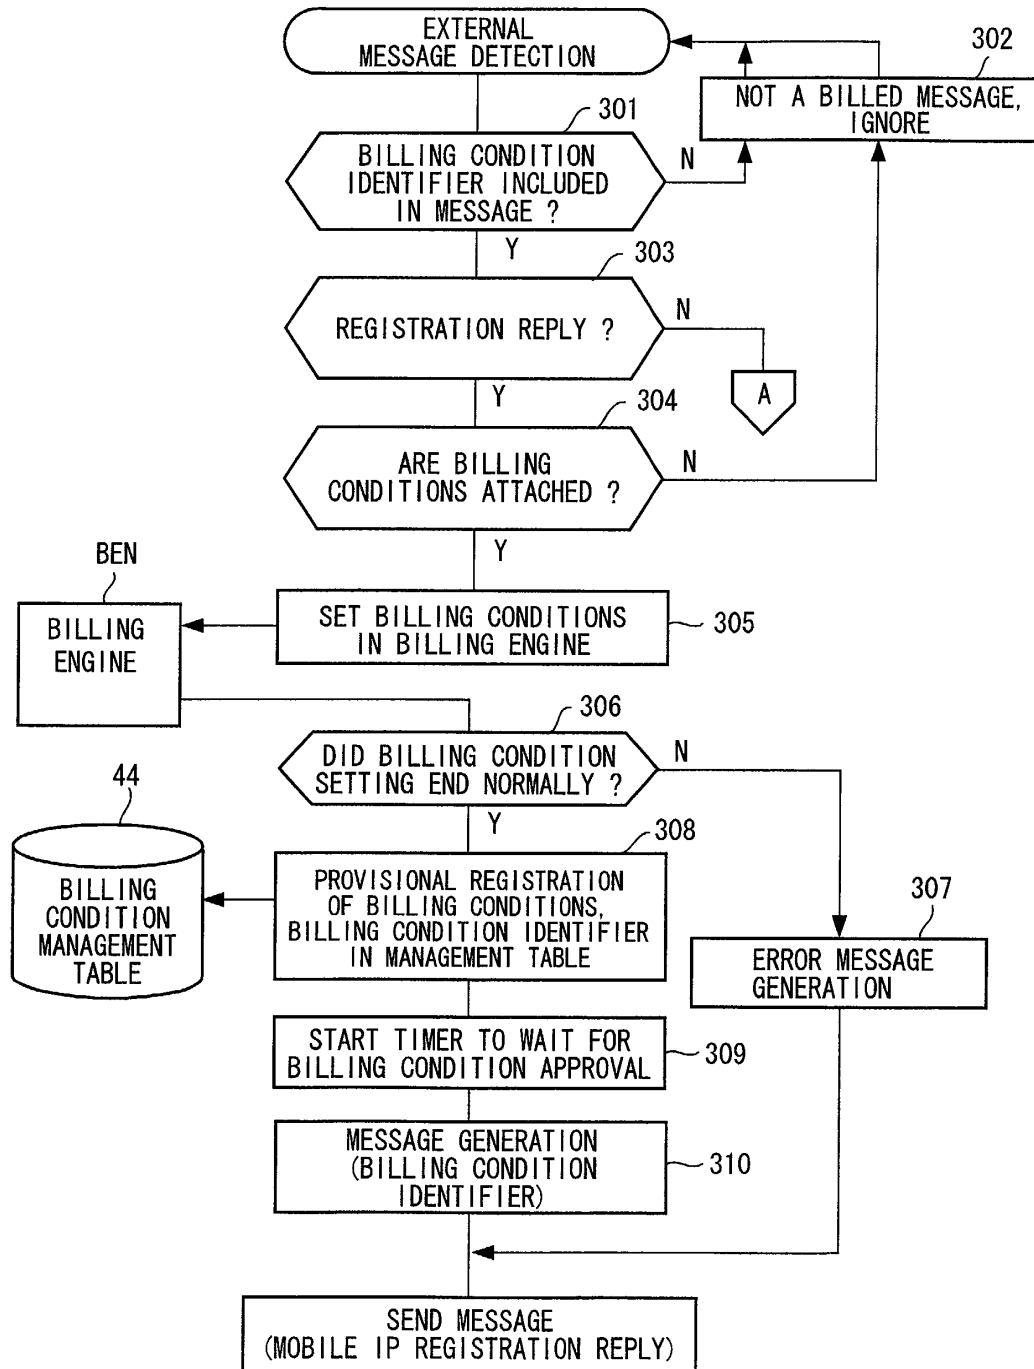 EXTERNAL
MESSAGE DETECTION
302
NOT A BILLED MESSAGE,
IGNORE
301
BILLING CONDITION
IDENTIFIER INCLUDED
IN MESSAGE ?
N
Y
303
REGISTRATION REPLY ?
N
A
Y
304
ARE BILLING
CONDITIONS ATTACHED ?
N
Y
BEN
BILLING
ENGINE
SET BILLING CONDITIONS
IN BILLING ENGINE
305
306
DID BILLING CONDITION
SETTING END NORMALLY ?
N
Y
44
BILLING
CONDITION
MANAGEMENT
TABLE
308
PROVISIONAL REGISTRATION
OF BILLING CONDITIONS,
BILLING CONDITION IDENTIFIER
IN MANAGEMENT TABLE
307
ERROR MESSAGE
GENERATION
START TIMER TO WAIT FOR
BILLING CONDITION APPROVAL
309
MESSAGE GENERATION
(BILLING CONDITION
IDENTIFIER)
310
SEND MESSAGE
(MOBILE IP REGISTRATION REPLY)